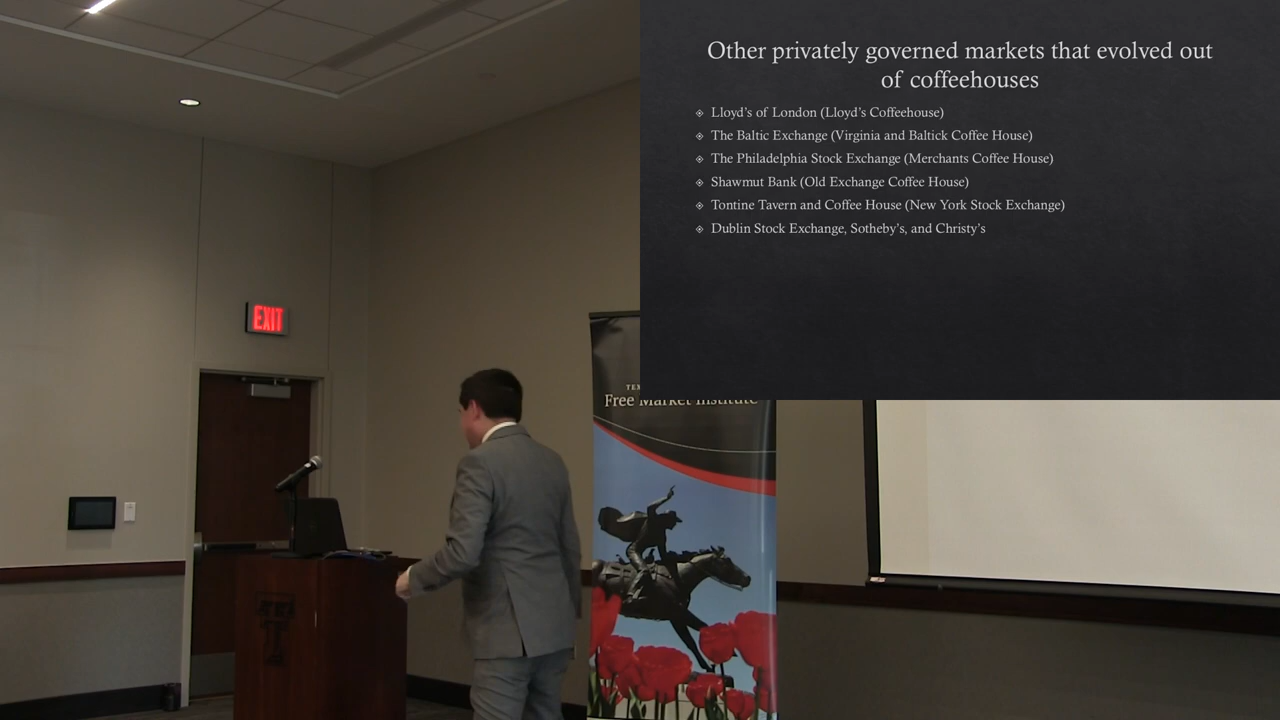 Other privately governed markets that evolved out
of coffeehouses
Lloyd's of London (Lloyd's Coffeehouse)
The Baltic Exchange (Virginia and Baltick Coffee House)
The Philadelphia Stock Exchange (Merchants Coffee House)
Shawmut Bank (Old Exchange Coffee House)
Tontine Tavern and Coffee House (New York Stock Exchange)
Dublin Stock Exchange, Sotheby's, and Christy's
EXIT
Free Market Institute